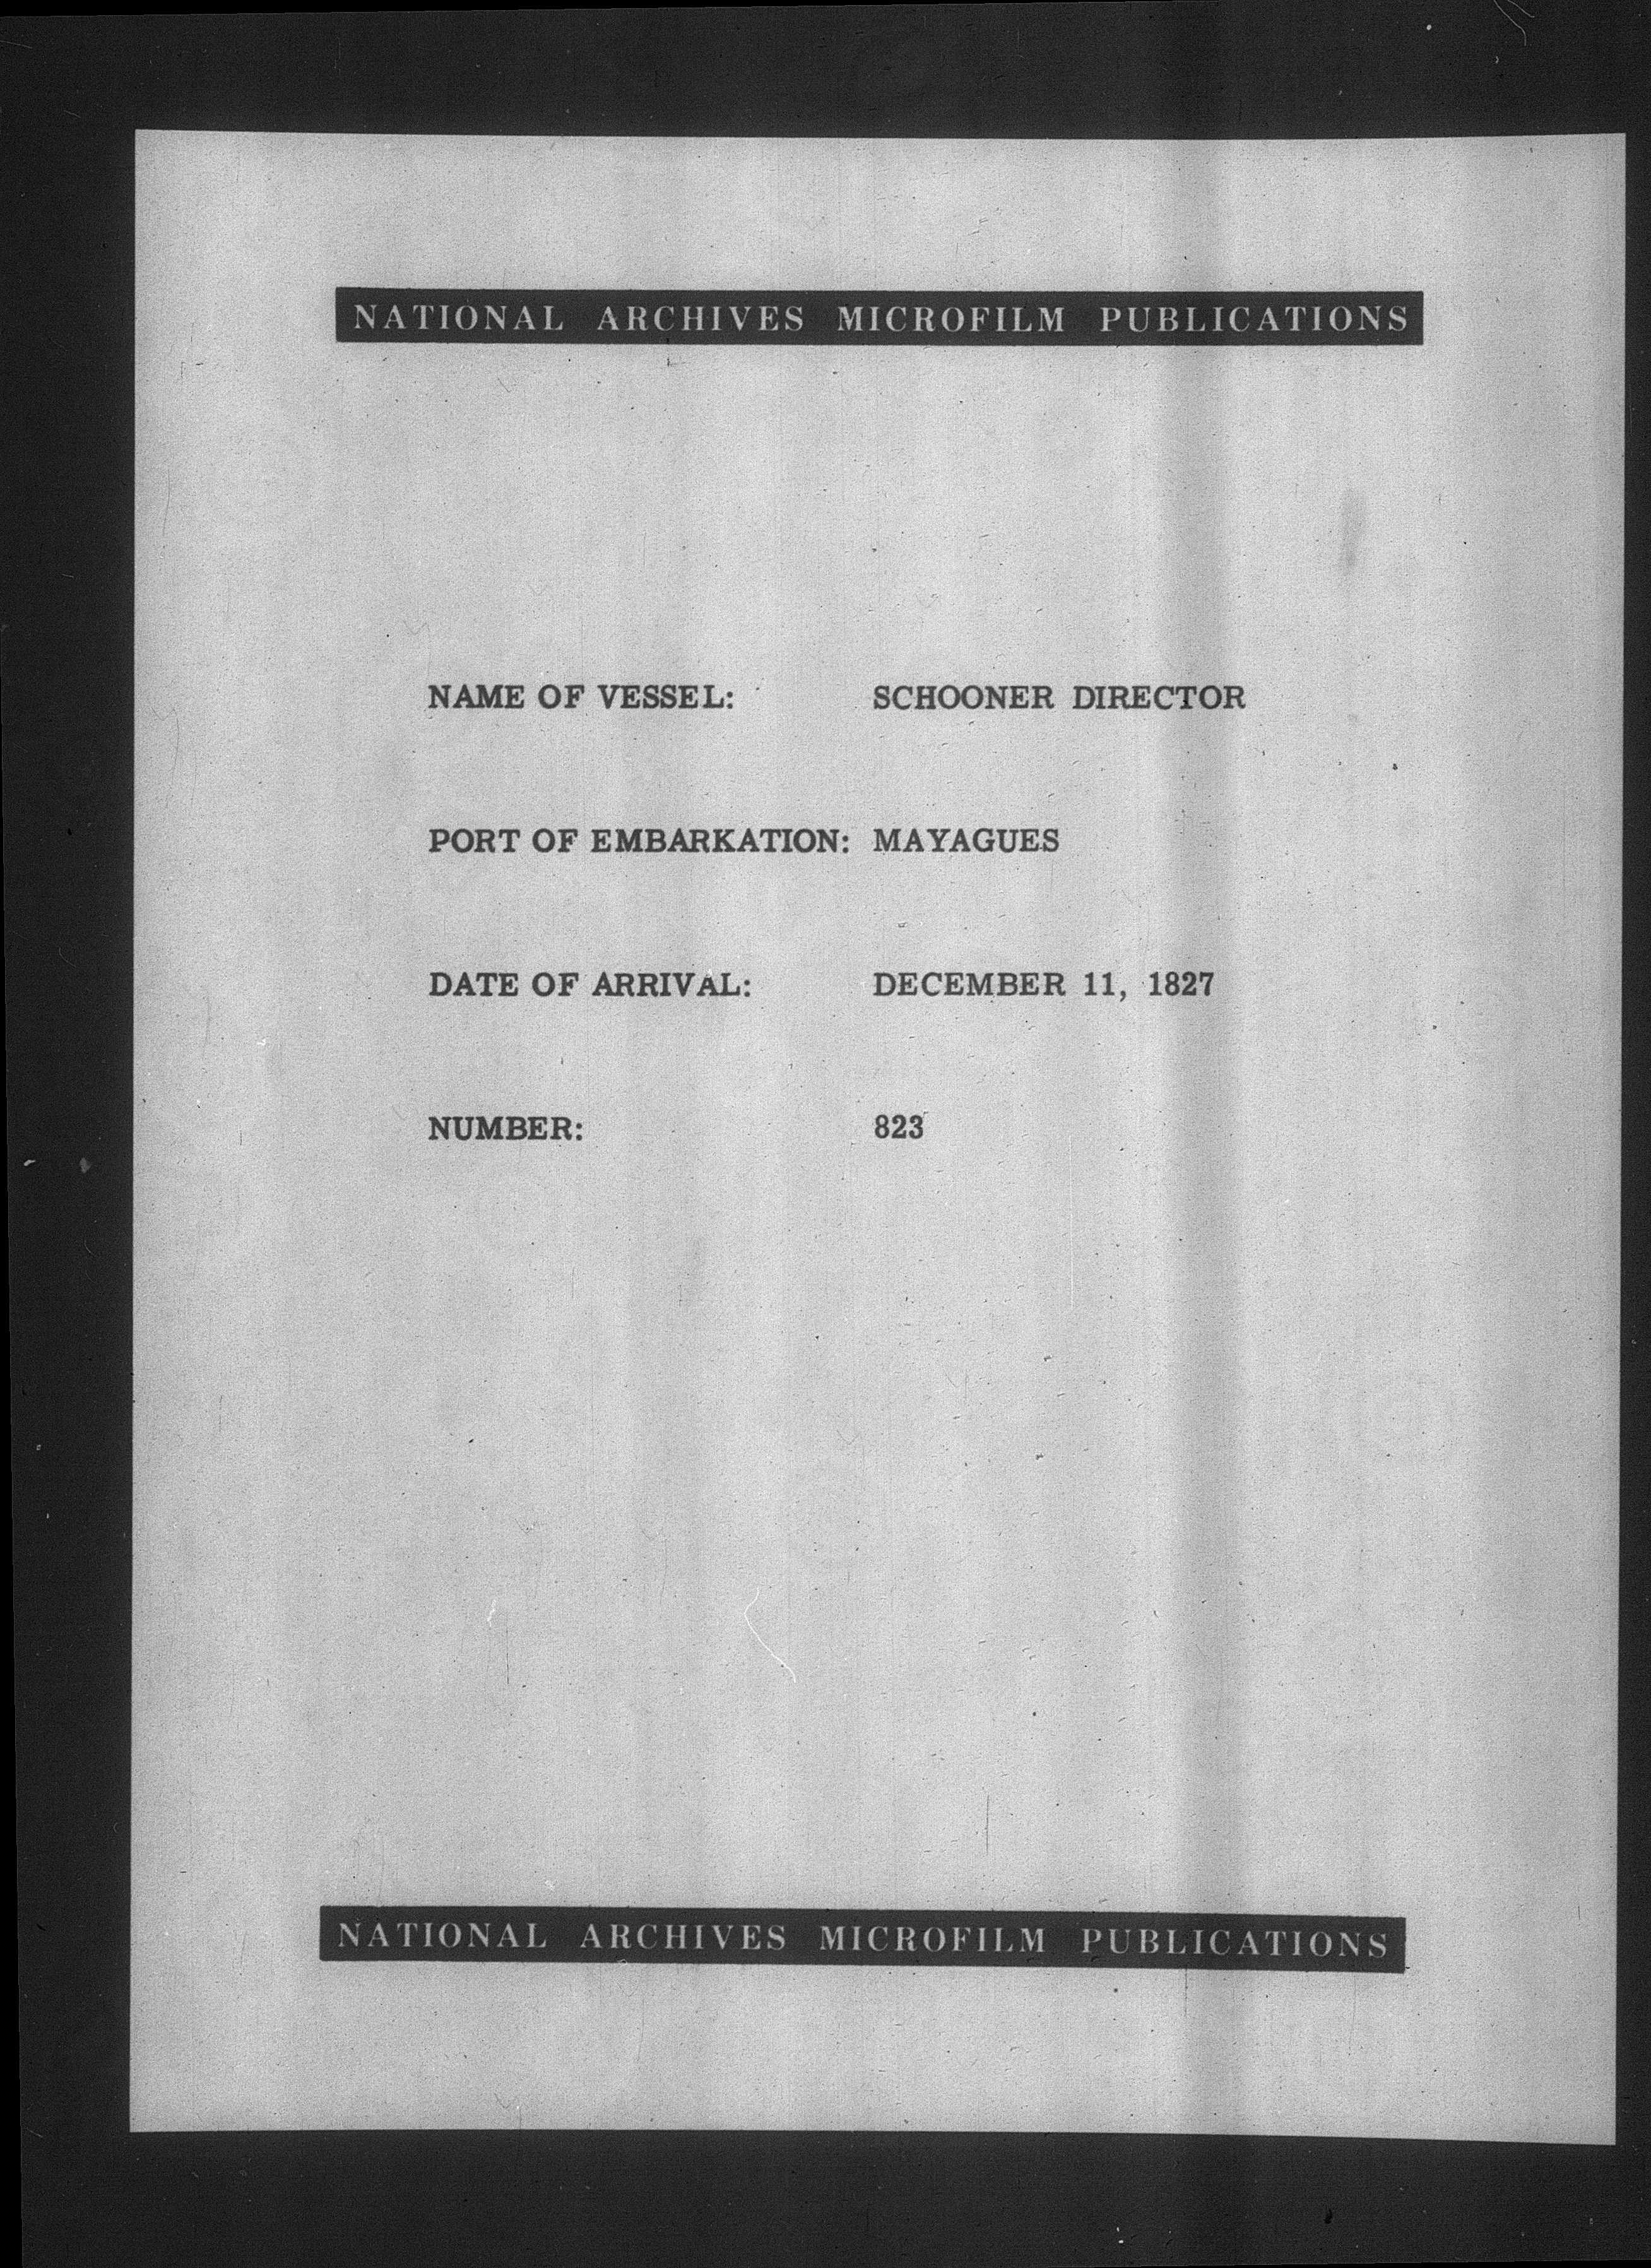 NATIONAL ARCHIVES MICROFILM PUBLICATIONS
NAME OF VESSEL: SCHOONER DIRECTOR
PORT OF EMBARKATION: MAYAGUES
DATE OF ARRIVAL: DECEMBER 11, 1827
NUMBER: 823
NATIONAL ARCHIVES MICROFILM PUBLICATIONS